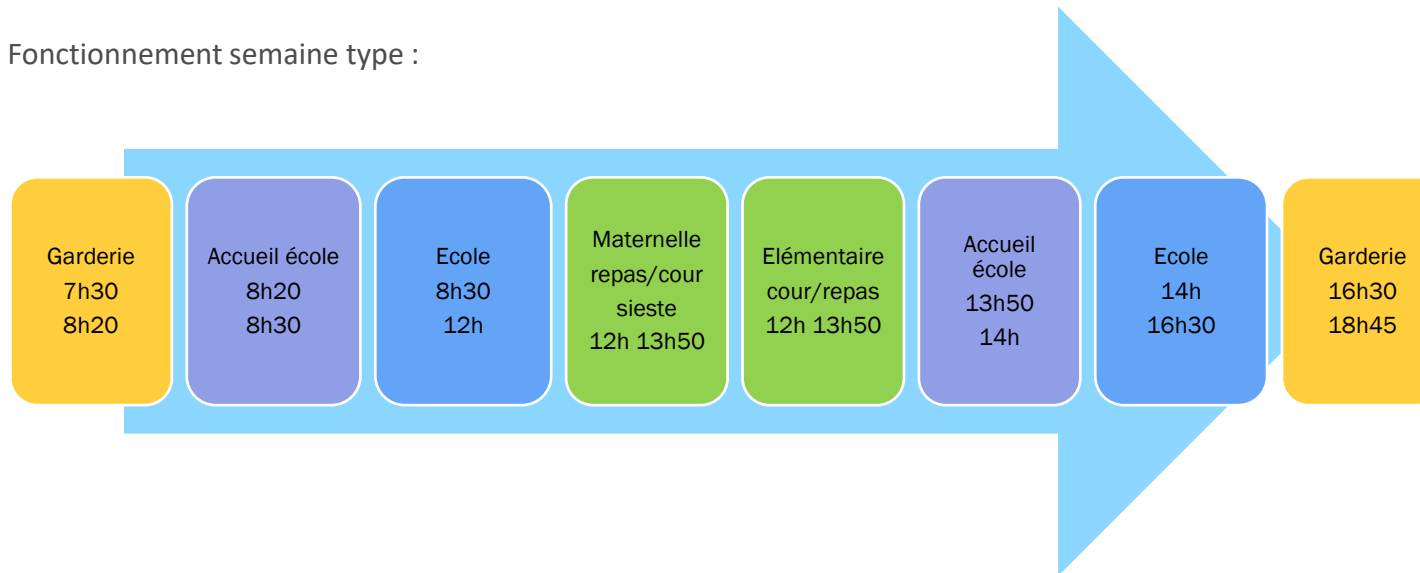 Fonctionnement semaine type :
Garderie
7h30
8h20
Accueil école
8h20
8h30
Ecole
8h30
12h
Maternelle
repas/cour
sieste
12h 13h50
Elémentaire
cour/repas
12h 13h50
Accueil
école
13h50
14h
Ecole
14h
16h30
Garderie
16h30
18h45